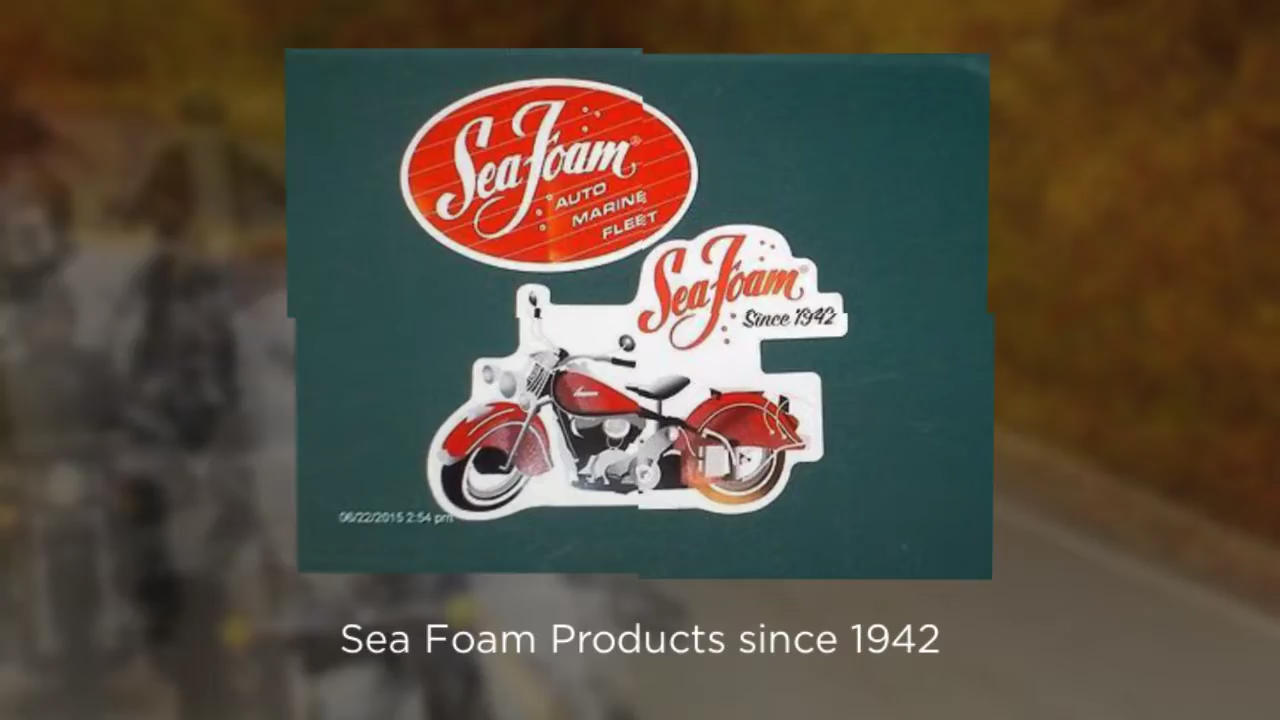 Sea Foam®
AUTO
MARINE
FLEET
Sea Foam®
Since 1942
06/22/2015 2:54 pm
Sea Foam Products since 1942